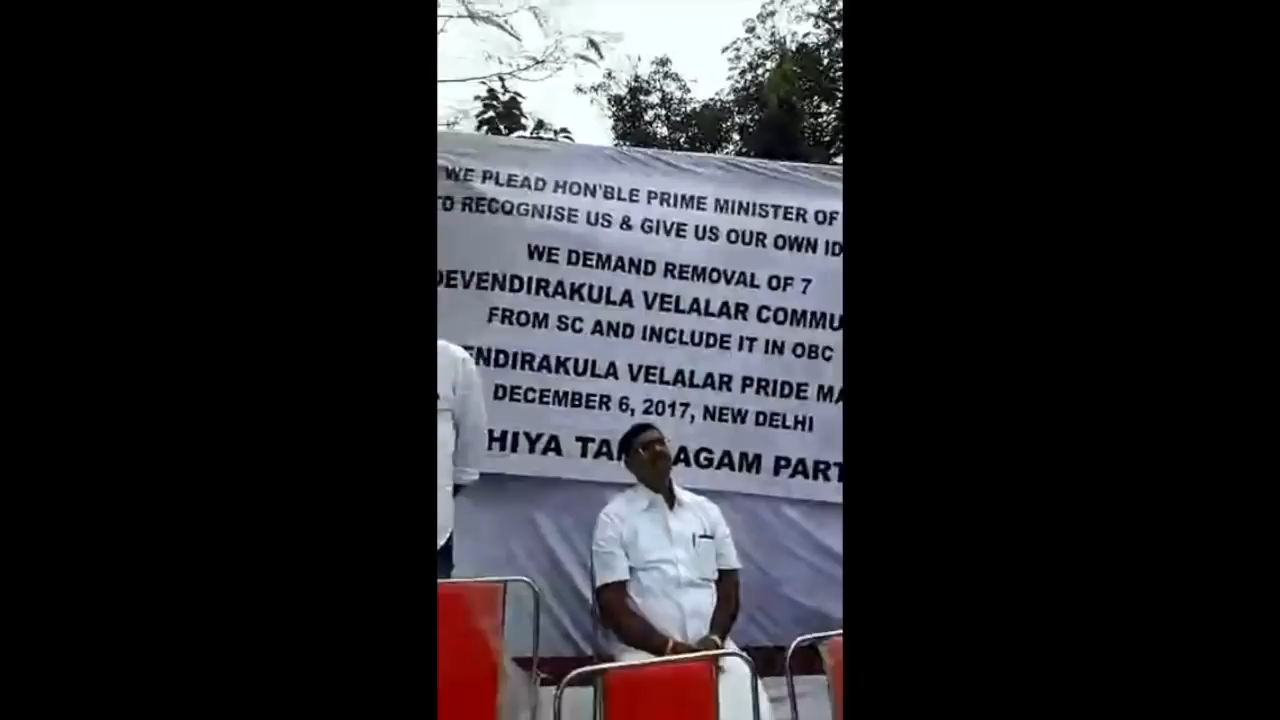 WE PLEAD HON'BLE PRIME MINISTER OF
TO RECOGNISE US & GIVE US OUR OWN ID
WE DEMAND REMOVAL OF 7
DEVENDIRAKULA VELALAR COMMU
FROM SC AND INCLUDE IT IN OBC
ENDIRAKULA VELALAR PRIDE MA
DECEMBER 6, 2017, NEW DELHI
HIYA TAM AGAM PART